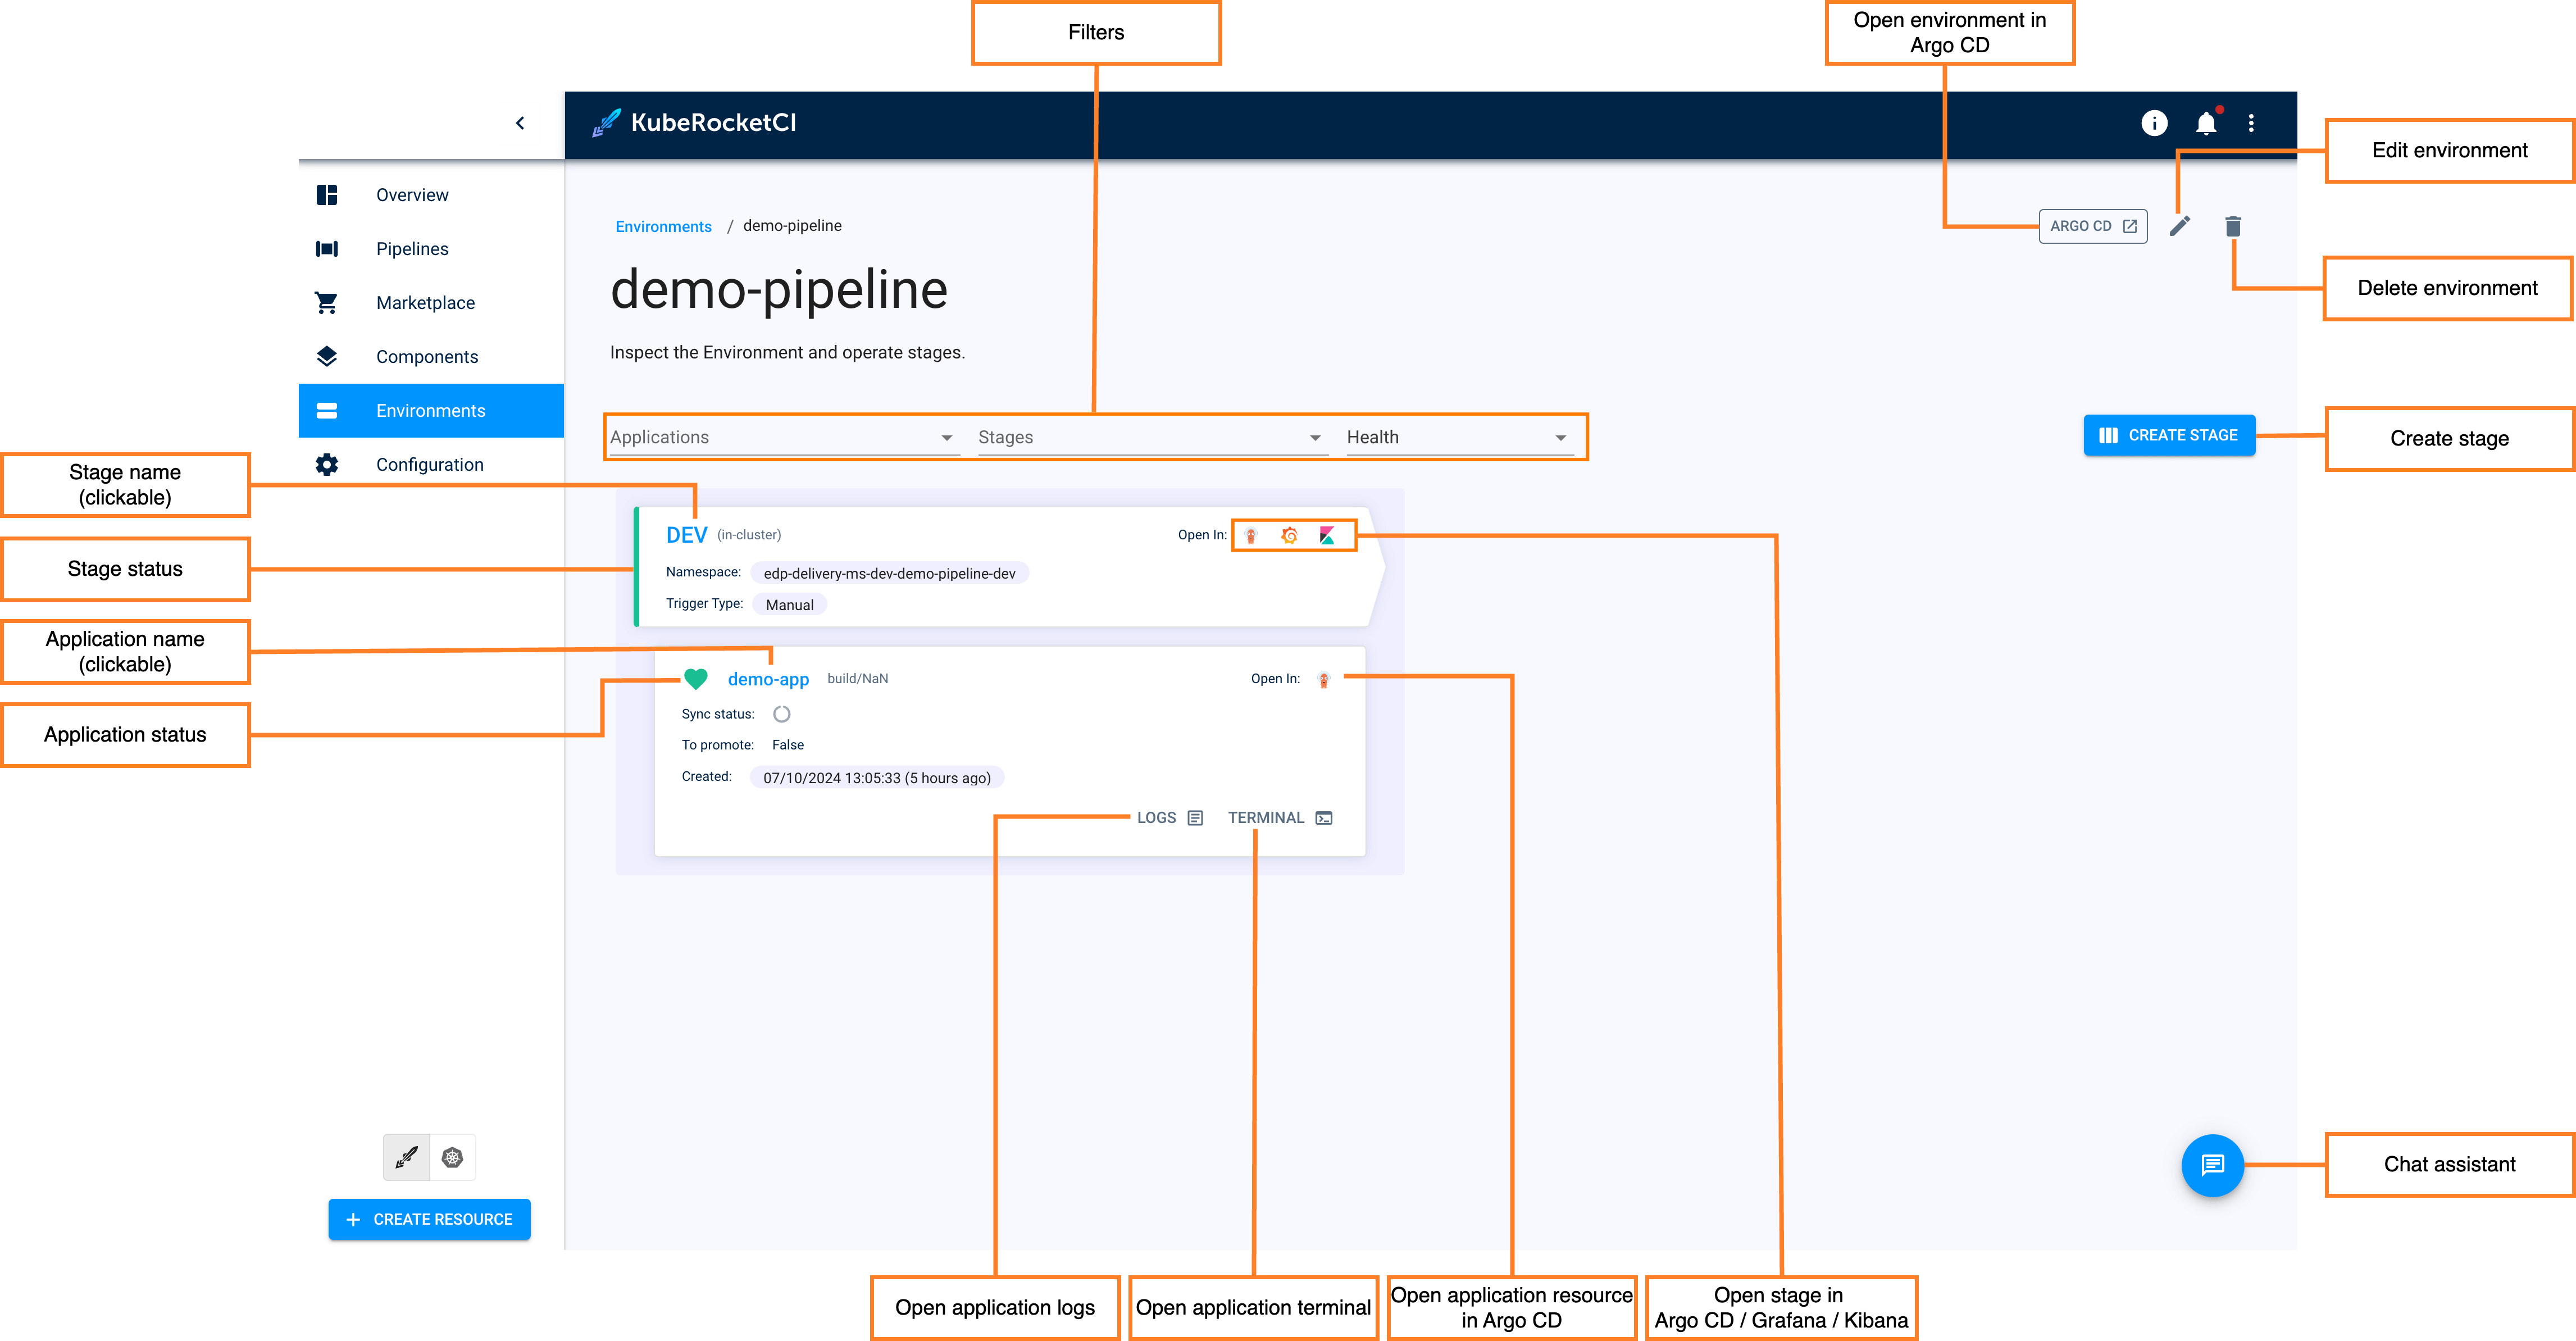 Filters
Open environment in
Argo CD
KubeRocketCI
Edit environment
Overview
Pipelines
Marketplace
Components
Environments
Configuration
Environments / demo-pipeline
ARGO CD
Delete environment
demo-pipeline
Inspect the Environment and operate stages.
Applications
Stages
Health
CREATE STAGE
Create stage
Stage name
(clickable)
Stage status
Application name
(clickable)
Application status
DEV (in-cluster)
Open In:
Namespace: edp-delivery-ms-dev-demo-pipeline-dev
Trigger Type: Manual
demo-app build/NaN
Open In:
Sync status:
To promote: False
Created: 07/10/2024 13:05:33 (5 hours ago)
LOGS
TERMINAL
CREATE RESOURCE
Chat assistant
Open application logs
Open application terminal
Open application resource
in Argo CD
Open stage in
Argo CD / Grafana / Kibana